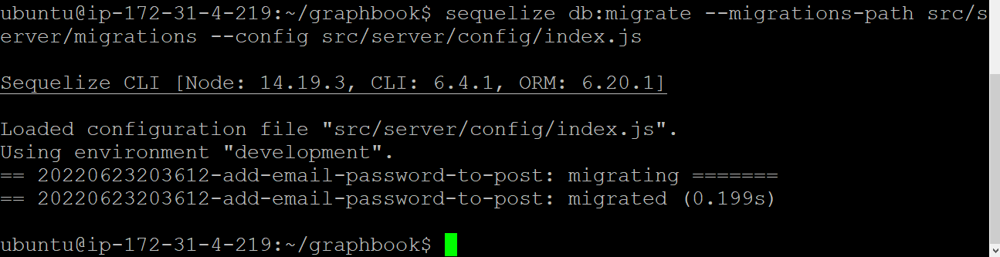 ubuntu@ip-172-31-4-219:~/graphbook$ sequelize db:migrate --migrations-path src/s
erver/migrations --config src/server/config/index.js
Sequelize CLI [Node: 14.19.3, CLI: 6.4.1, ORM: 6.20.1]
Loaded configuration file "src/server/config/index.js".
Using environment "development".
== 20220623203612-add-email-password-to-post: migrating =======
== 20220623203612-add-email-password-to-post: migrated (0.199s)
ubuntu@ip-172-31-4-219:~/graphbook$